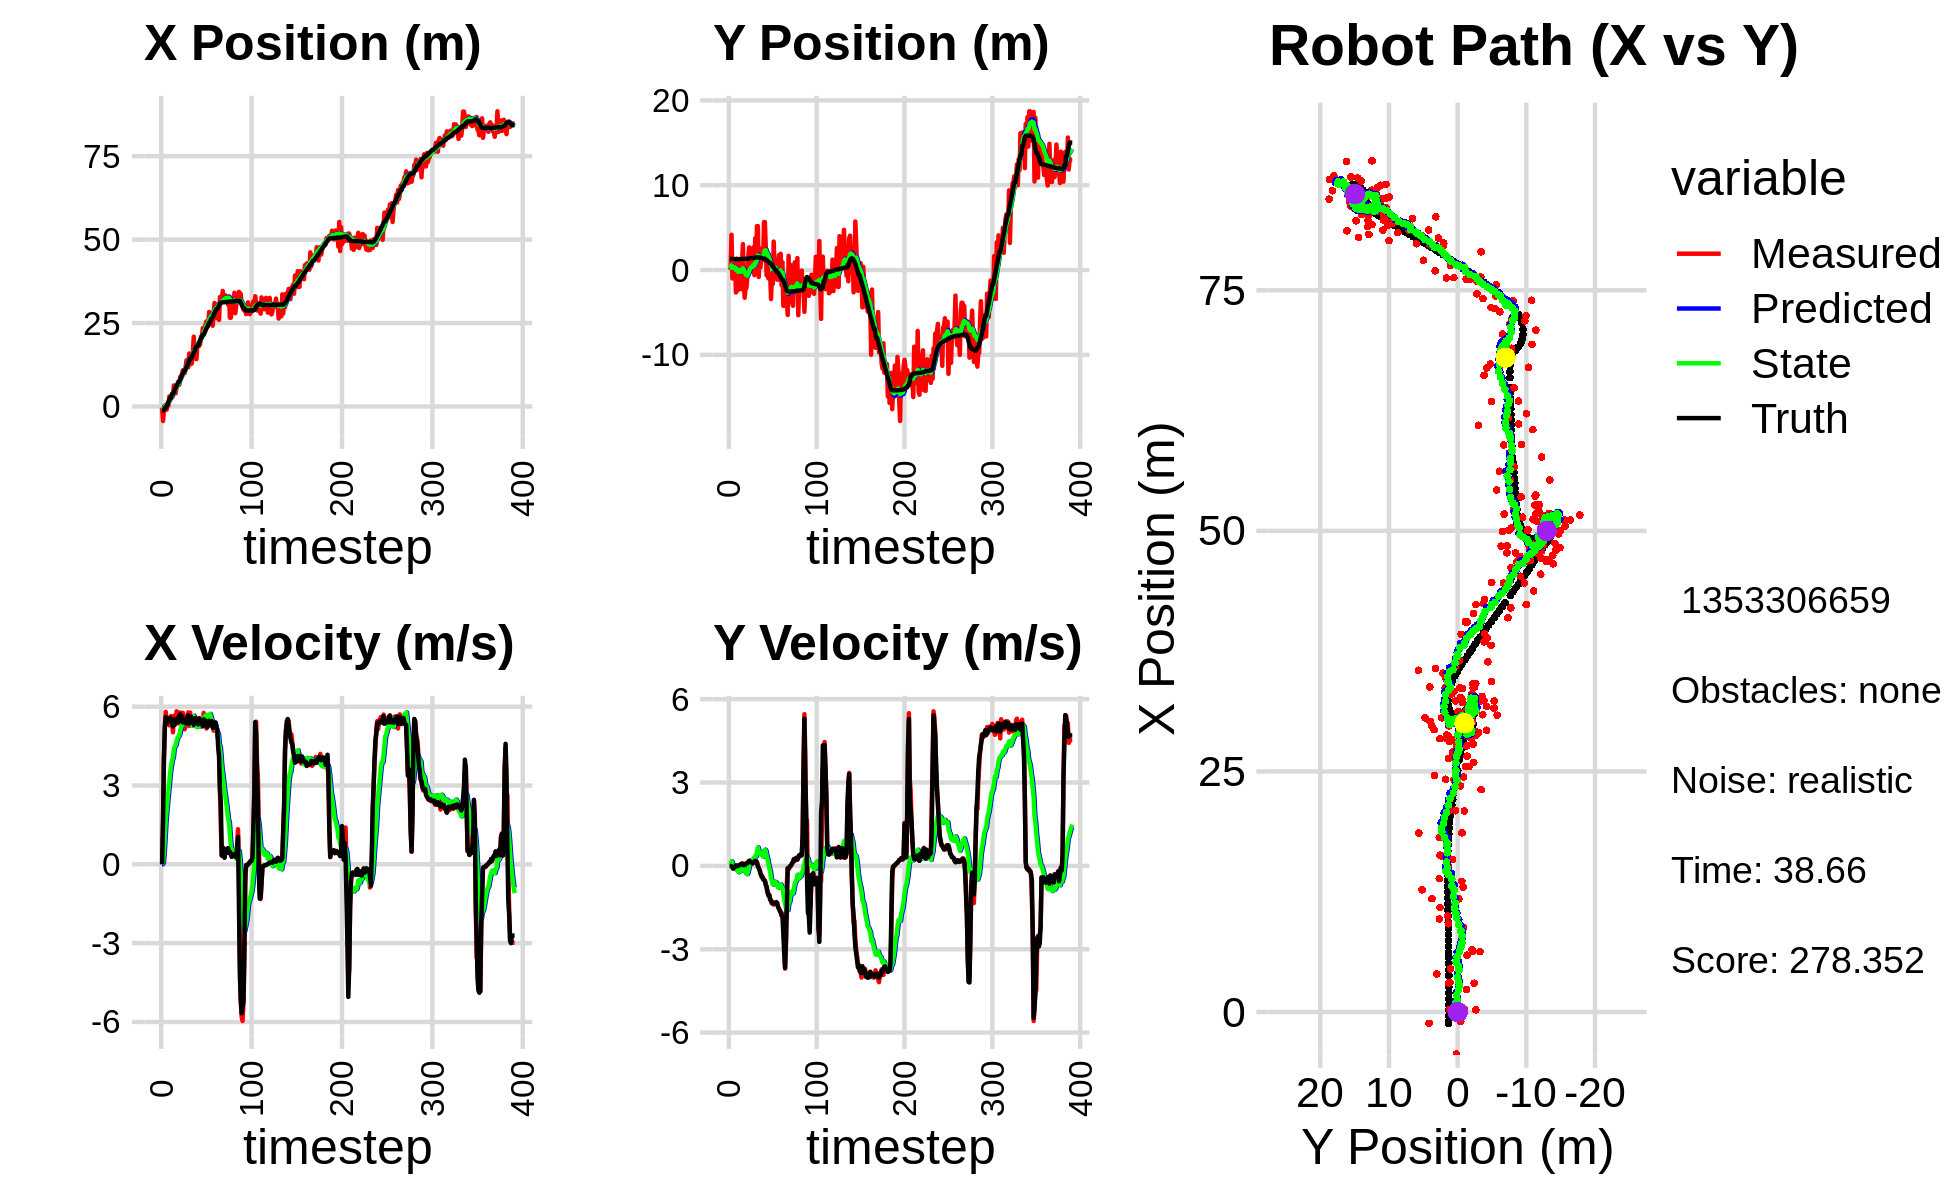 X Position (m)
75
50
25
0
0
100
200
300
400
timestep
Y Position (m)
20
10
0
-10
0
100
200
300
400
timestep
X Velocity (m/s)
6
3
0
-3
-6
0
100
200
300
400
timestep
Y Velocity (m/s)
6
3
0
-3
-6
0
100
200
300
400
timestep
Robot Path (X vs Y)
X Position (m)
75
50
25
0
20 10 0 -10 -20
Y Position (m)
variable
Measured
Predicted
State
Truth
1353306659
Obstacles: none
Noise: realistic
Time: 38.66
Score: 278.352